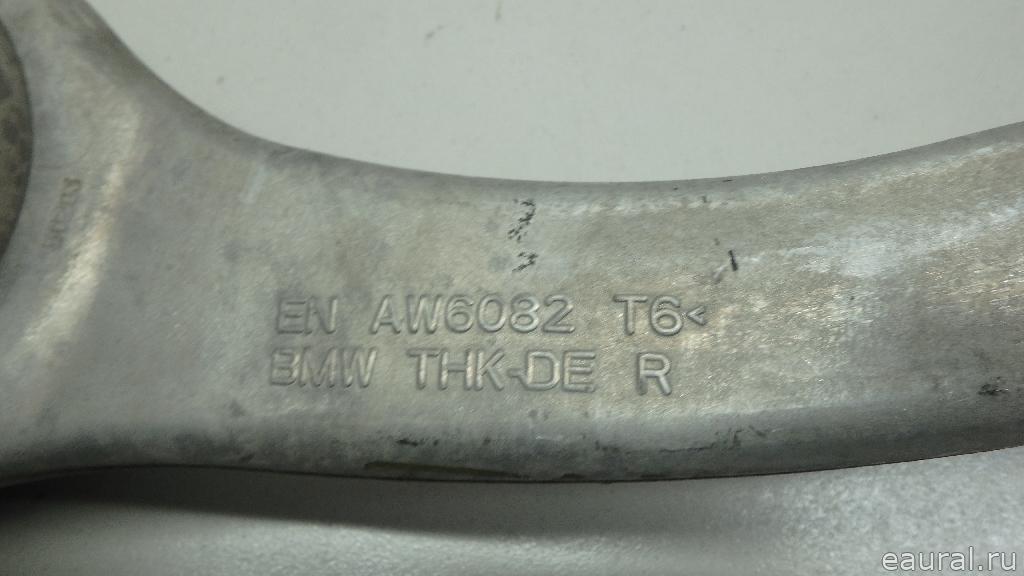 EN AW6082 T6<
BMW THK-DE R
eaural.ru